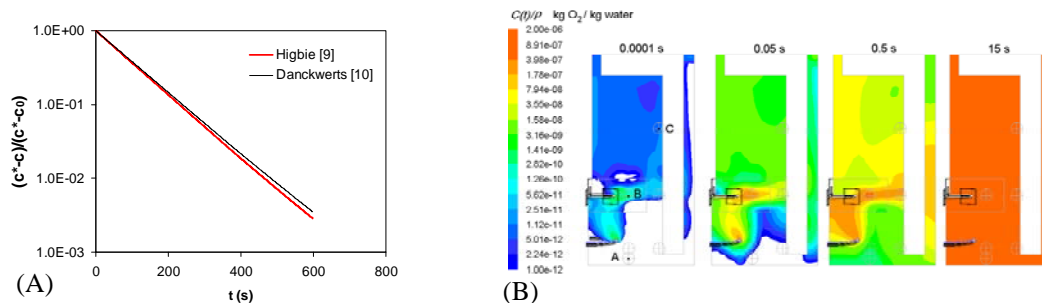 1.0E+00
1.0E-01
1.0E-02
1.0E-03
(c*-c)/(c*-c0)
Higbie [9]
Danckwerts [10]
0
200
400
600
800
t (s)
(A)
C(t)/ρ kg O2 / kg water
2.00e-06
8.91e-07
3.98e-07
1.78e-07
7.94e-08
3.55e-08
1.58e-08
7.08e-09
3.16e-09
1.41e-09
6.31e-10
2.82e-10
1.26e-10
5.62e-11
2.51e-11
1.12e-11
5.01e-12
2.24e-12
1.00e-12
0.0001 s
0.05 s
0.5 s
15 s
C
B
A
(B)